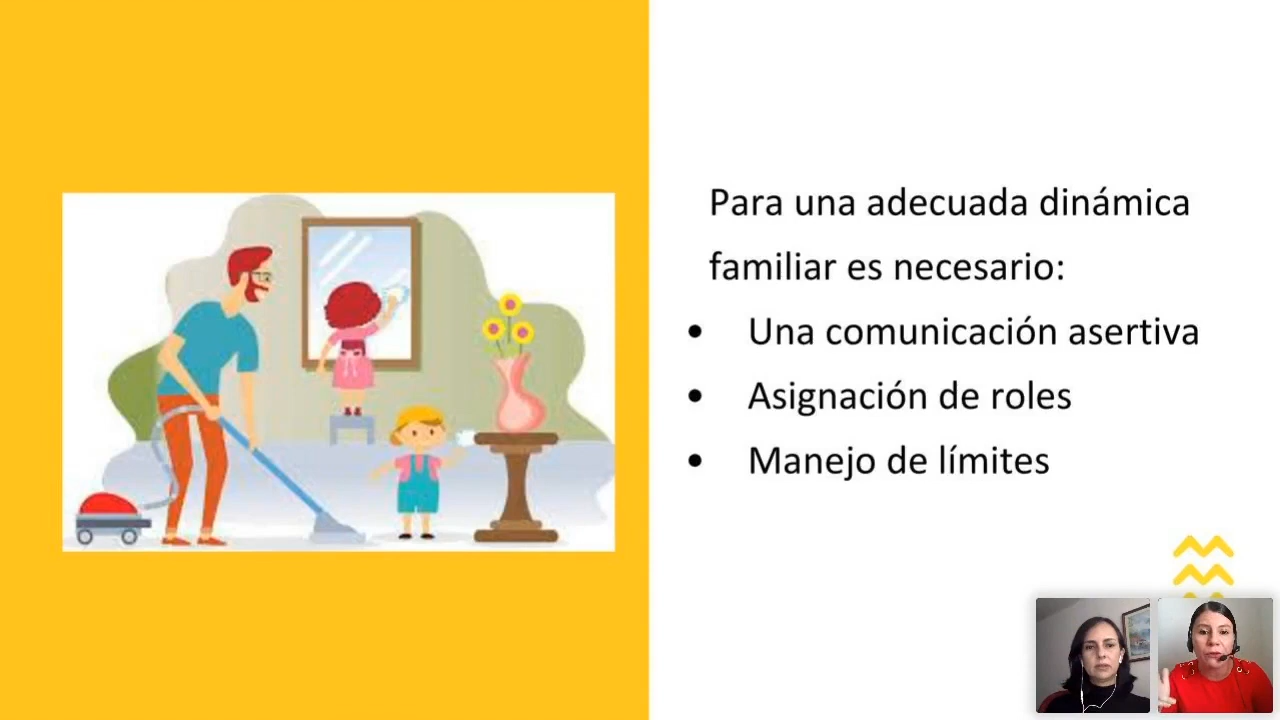 Para una adecuada dinámica
familiar es necesario:
• Una comunicación asertiva
• Asignación de roles
• Manejo de límites